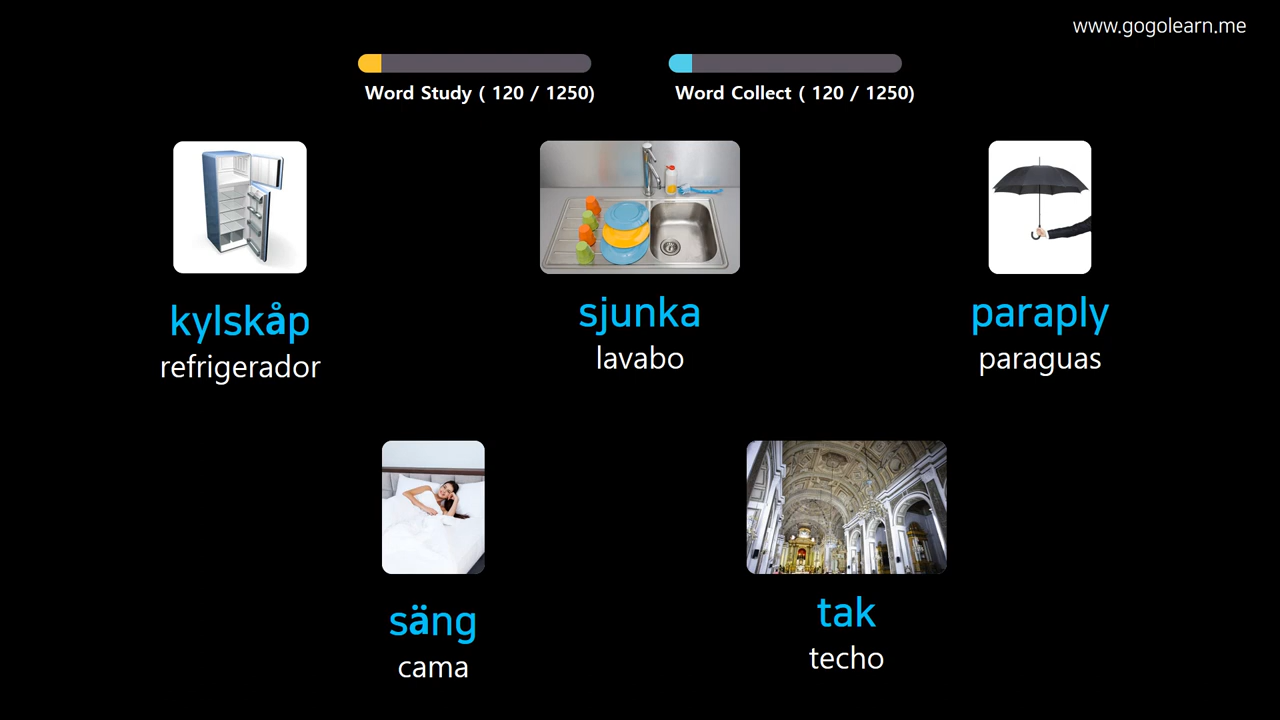 www.gogolearn.me
Word Study ( 120 / 1250)
Word Collect ( 120 / 1250)
kylskåp
refrigerador
sjunka
lavabo
paraply
paraguas
säng
cama
tak
techo